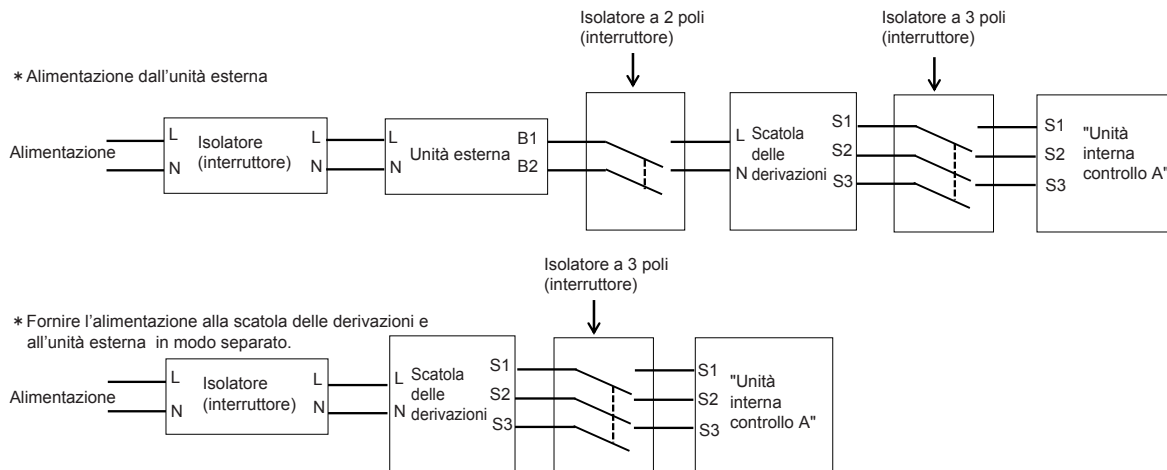 Isolatore a 2 poli
(interruttore)
Isolatore a 3 poli
(interruttore)
* Alimentazione dall'unità esterna
Alimentazione
L
N
Isolatore
(interruttore)
L
N
L
N
Unità esterna
B1
B2
L
N
Scatola
delle
derivazioni
S1
S2
S3
S1
S2
S3
"Unità
interna
controllo A"
Isolatore a 3 poli
(interruttore)
* Fornire l'alimentazione alla scatola delle derivazioni e
all'unità esterna in modo separato.
Alimentazione
L
N
Isolatore
(interruttore)
L
N
L
N
Scatola
delle
derivazioni
S1
S2
S3
S1
S2
S3
"Unità
interna
controllo A"